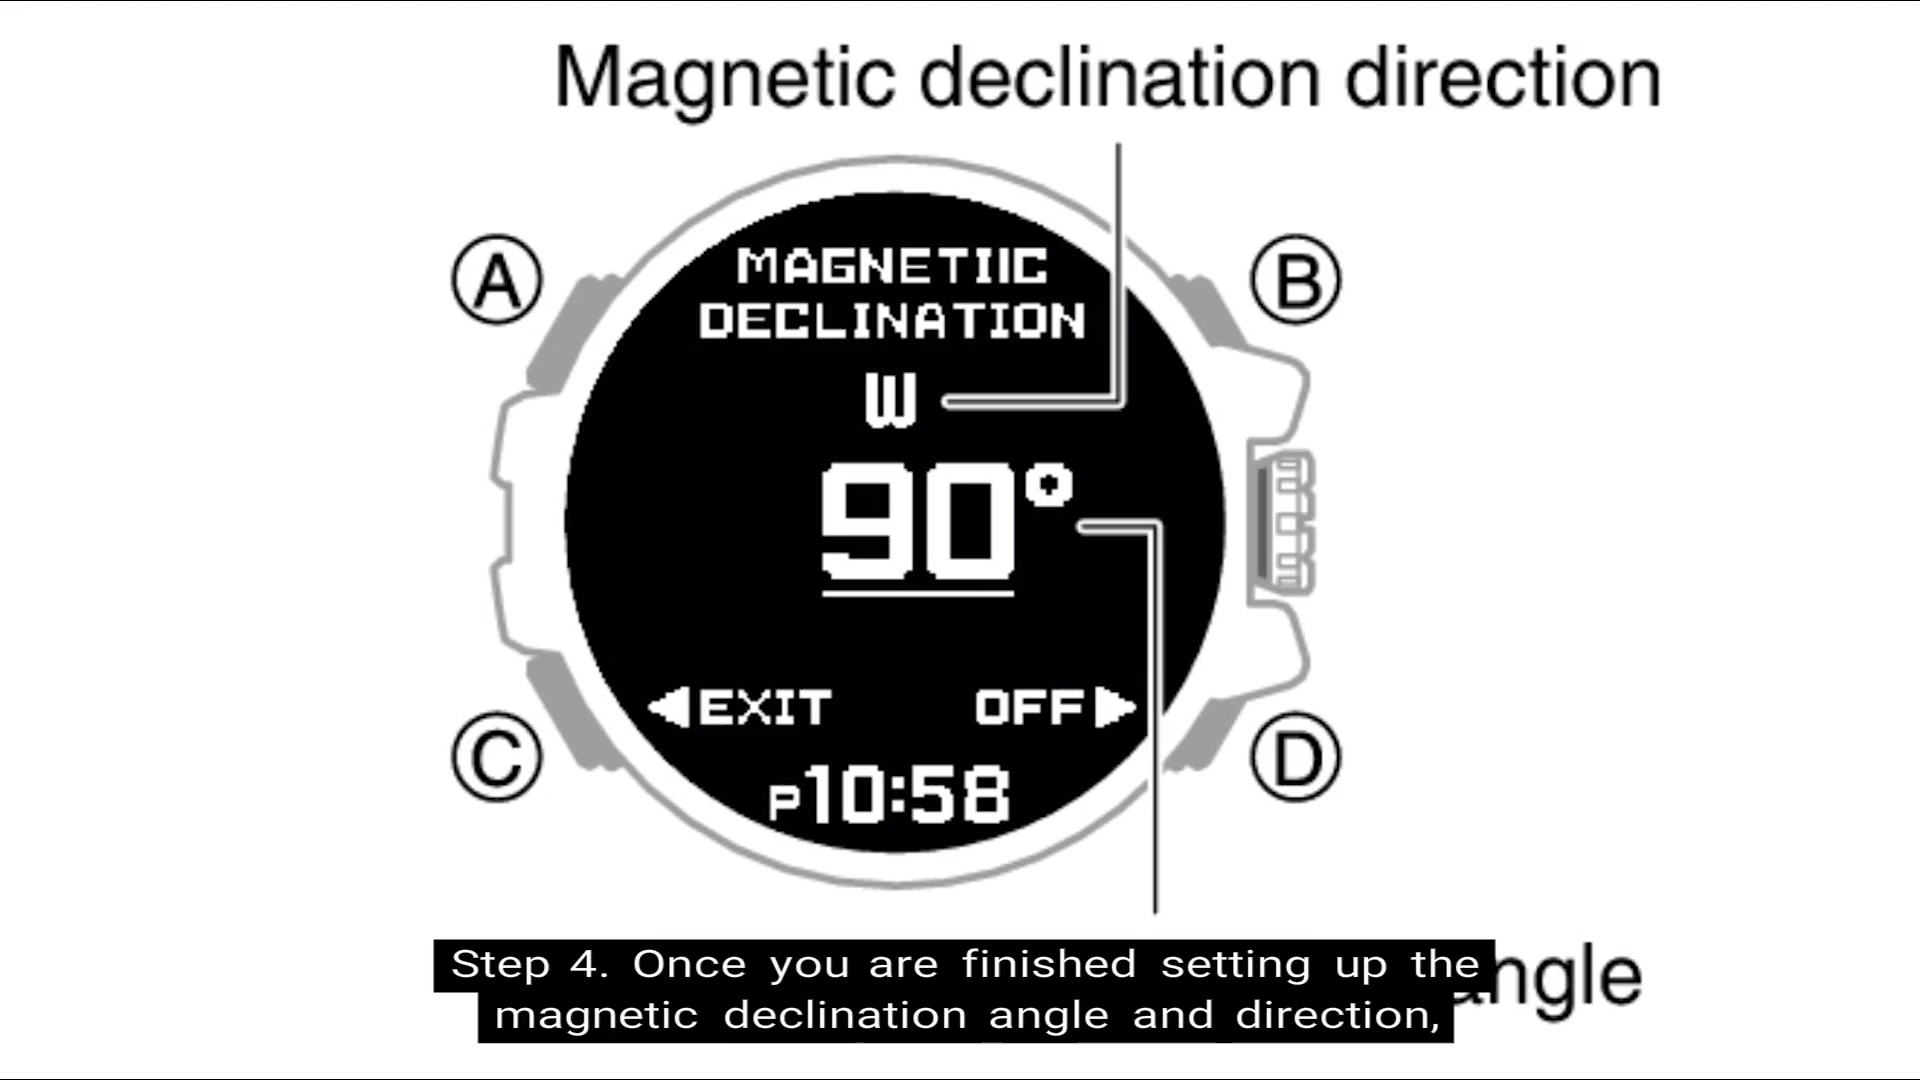 Magnetic declination direction
A
B
MAGNETIIC
DECLINATION
W
90°
◀EXIT OFF▶
C
D
P10:58
Step 4. Once you are finished setting up the
magnetic declination angle and direction,